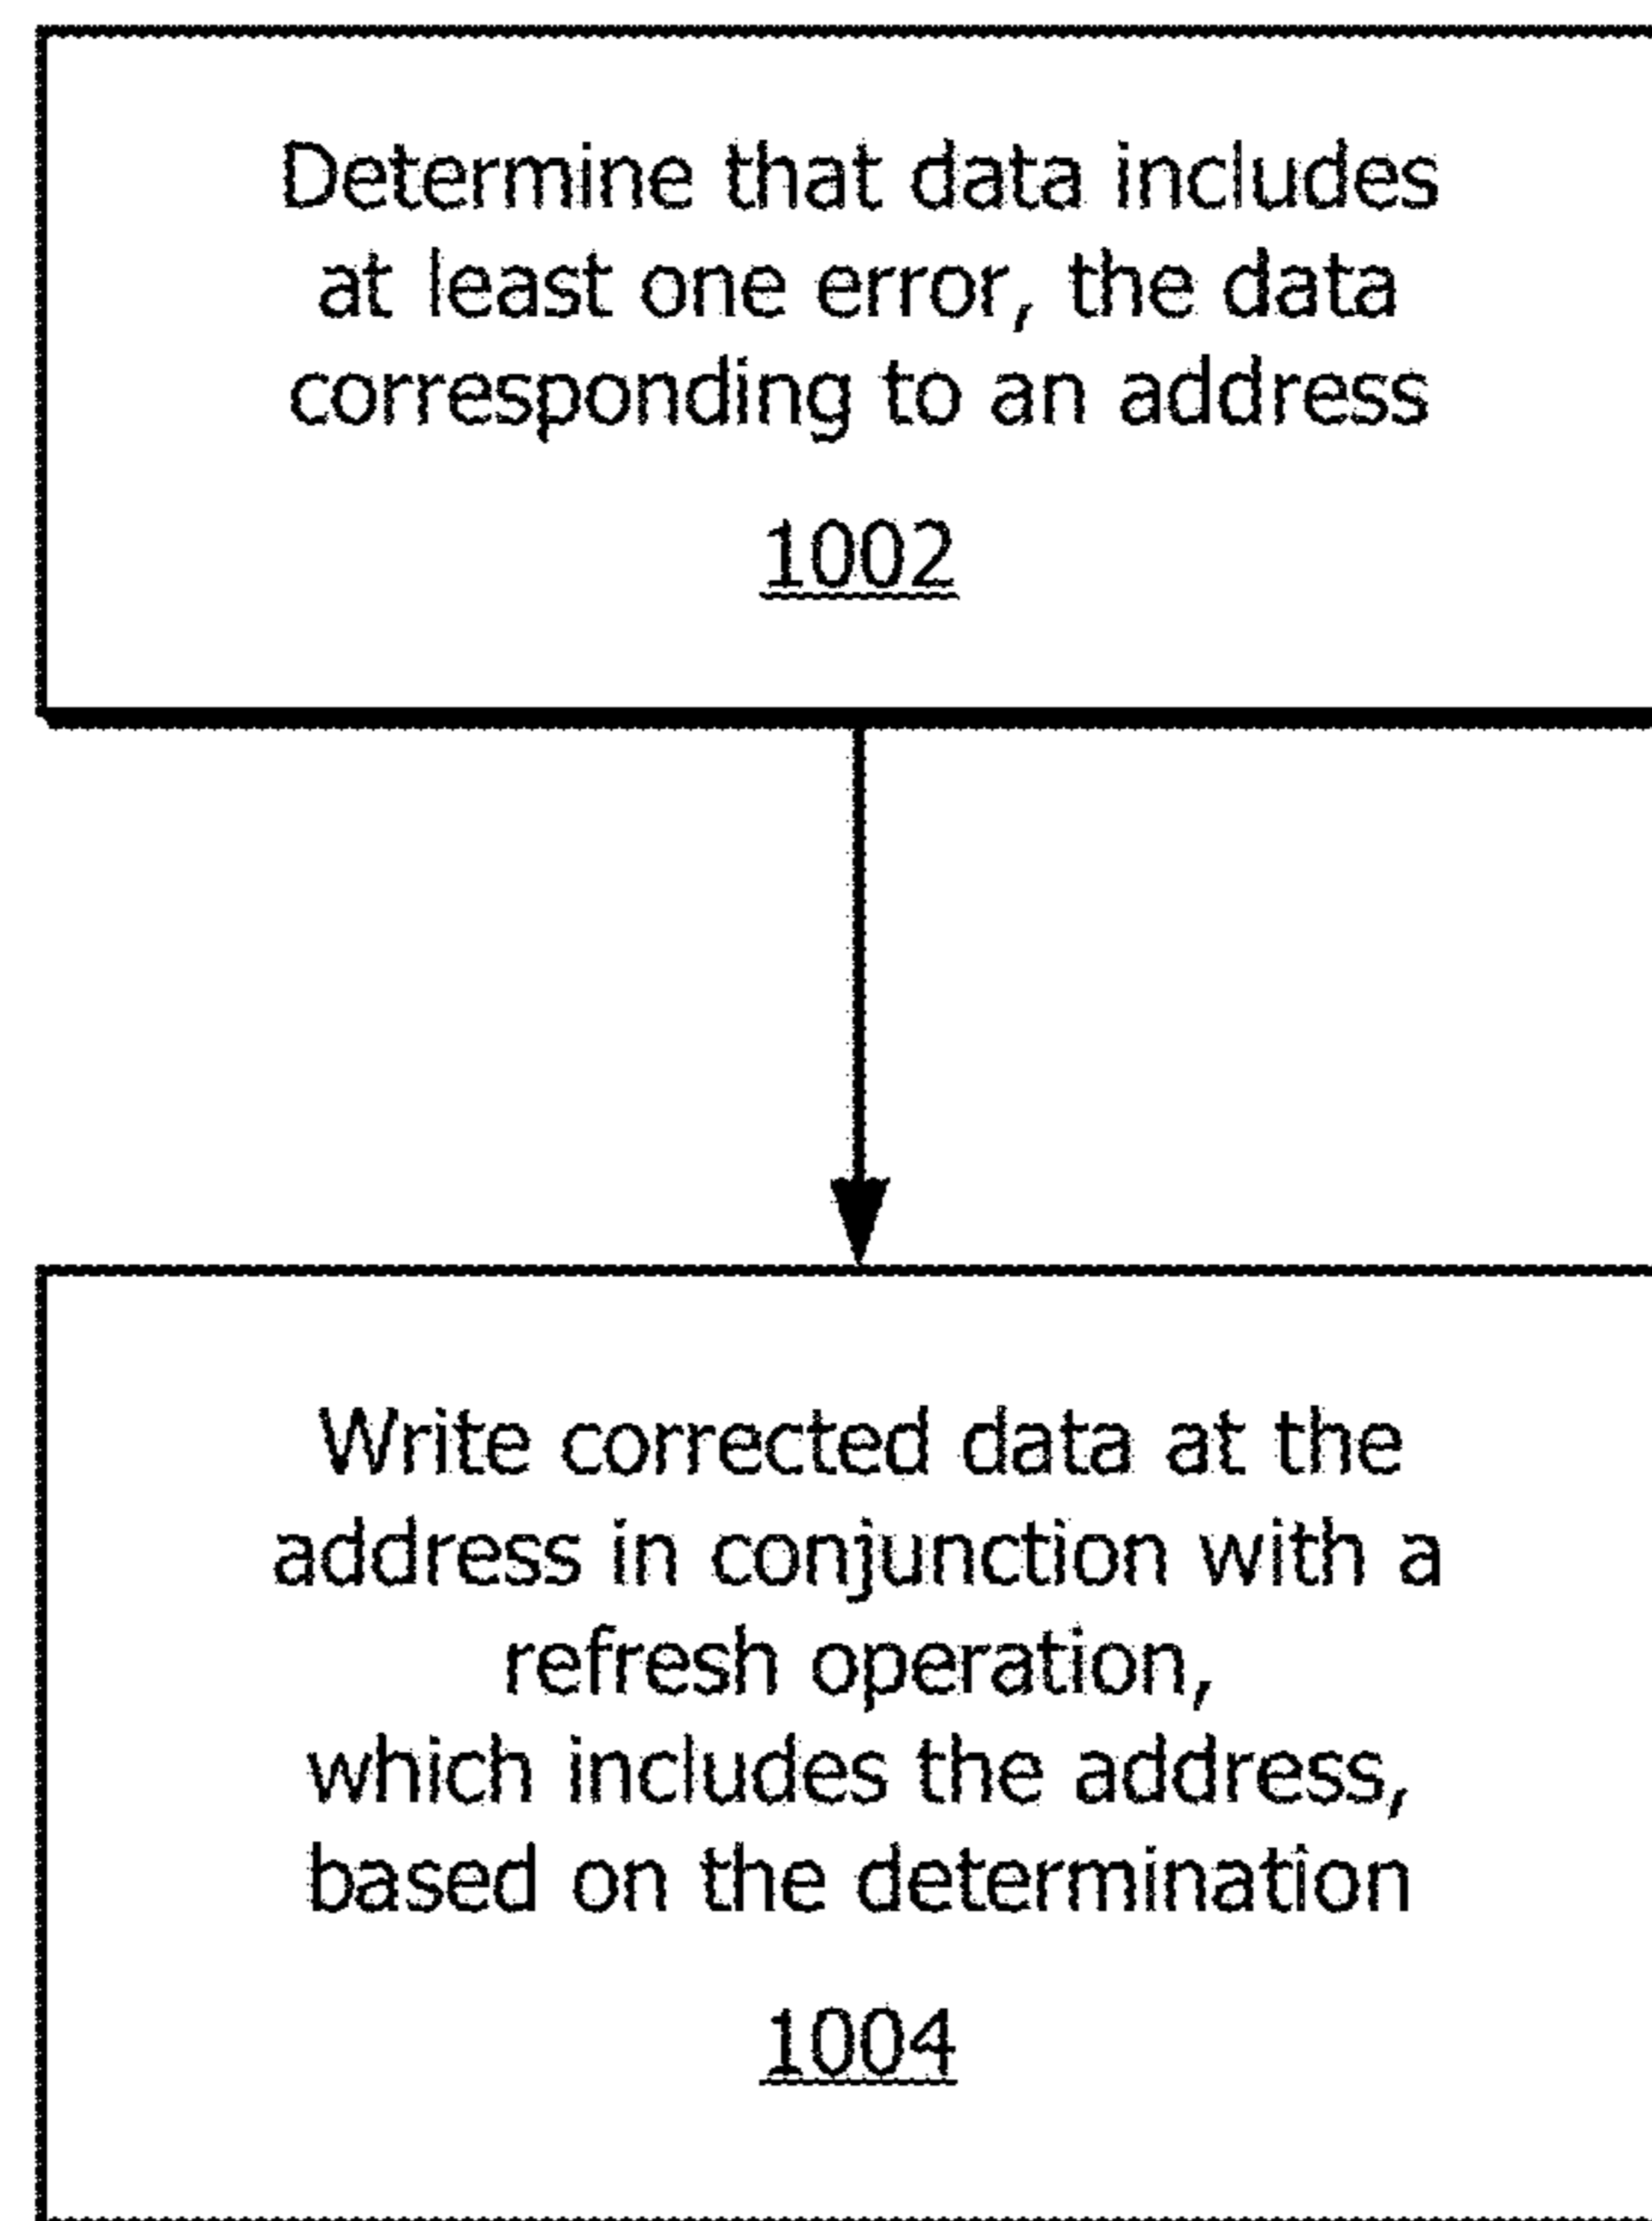 Determine that data includes
at least one error, the data
corresponding to an address
1002
Write corrected data at the
address in conjunction with a
refresh operation,
which includes the address,
based on the determination
1004